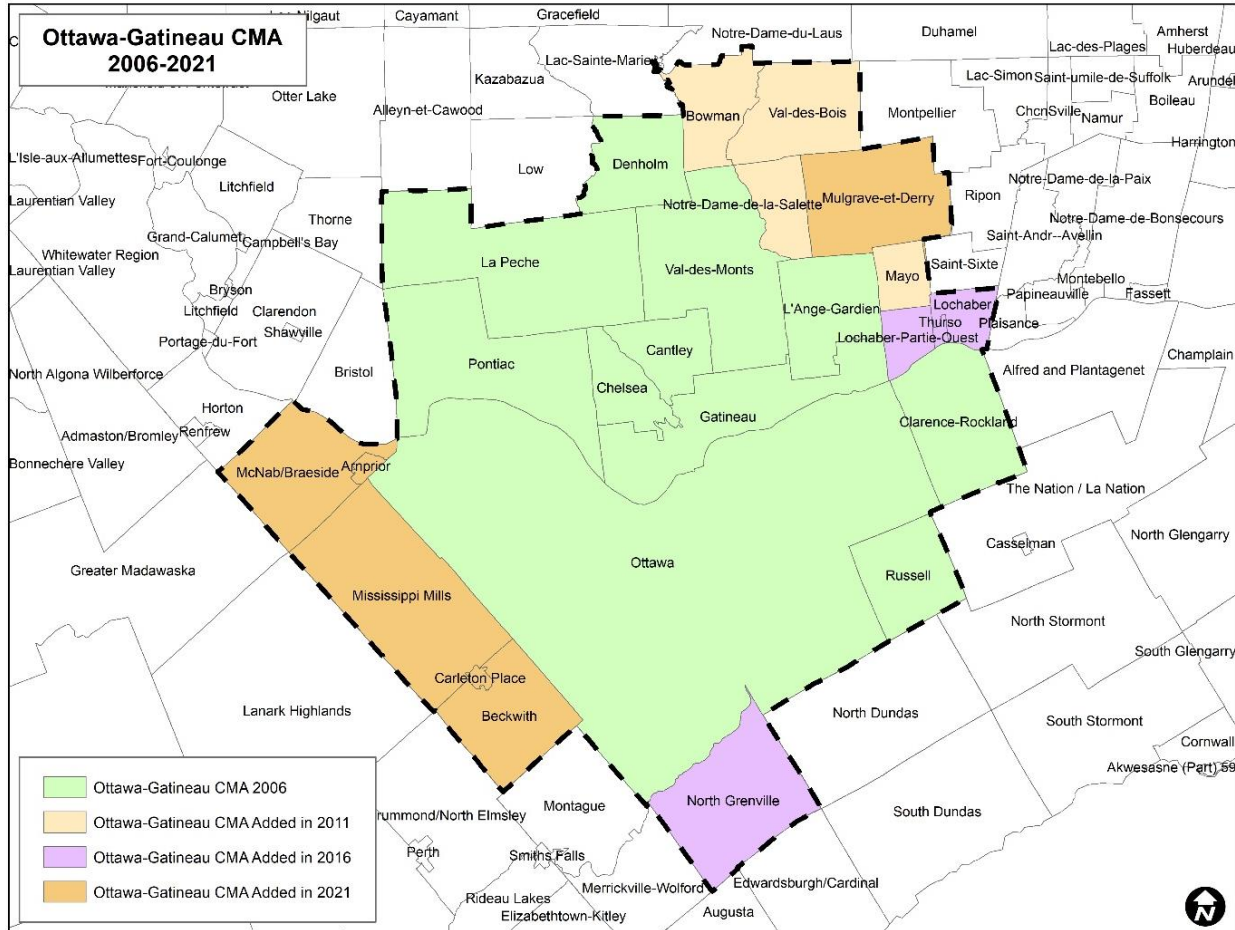 Ottawa-Gatineau CMA
2006-2021
Cayamant
Gracefield
Notre-Dame-du-Laus
Duhamel
Amherst
Lac-des-Plages
Huberdeau
Lac-Sainte-Marie
Kazabazua
Otter Lake
Alleyn-et-Cawood
Lac-Simon
Saint-umile-de-Suffolk
Arundel
Boileau
Bowman
Val-des-Bois
Montpellier
ChcnSville
Namur
Harrington
L'Isle-aux-Allumettes
Fort-Coulonge
Litchfield
Low
Denholm
Laurentian Valley
Thorne
Notre-Dame-de-la-Salette
Mulgrave-et-Derry
Ripon
Notre-Dame-de-la-Paix
Notre-Dame-de-Bonsecours
Grand-Calumet
Campbell's Bay
Saint-Andr--Avellin
Whitewater Region
La Peche
Val-des-Monts
Saint-Sixte
Laurentian Valley
Mayo
Montebello
Bryson
Papineauville
Fassett
Litchfield
Clarendon
L'Ange-Gardien
Lochaber
Thurso
Plaisance
Shawville
Portage-du-Fort
Lochaber-Partie-Ouest
Cantley
Champlain
North Algona Wilberforce
Bristol
Pontiac
Chelsea
Alfred and Plantagenet
Horton
Gatineau
Clarence-Rockland
Admaston/Bromley
Renfrew
Bonnechere Valley
McNab/Braeside
Arnprior
The Nation / La Nation
North Glengarry
Casselman
Greater Madawaska
Ottawa
Russell
Mississippi Mills
North Stormont
South Glengarry
Carleton Place
Lanark Highlands
Beckwith
North Dundas
South Stormont
Cornwall
Akwesasne (Part) 59
Ottawa-Gatineau CMA 2006
Ottawa-Gatineau CMA Added in 2011
Ottawa-Gatineau CMA Added in 2016
Ottawa-Gatineau CMA Added in 2021
Montague
North Grenville
South Dundas
rummond/North Elmsley
Perth
Smiths Falls
Merrickville-Wolford
Edwardsburgh/Cardinal
Rideau Lakes
Elizabethtown-Kitley
Augusta
N